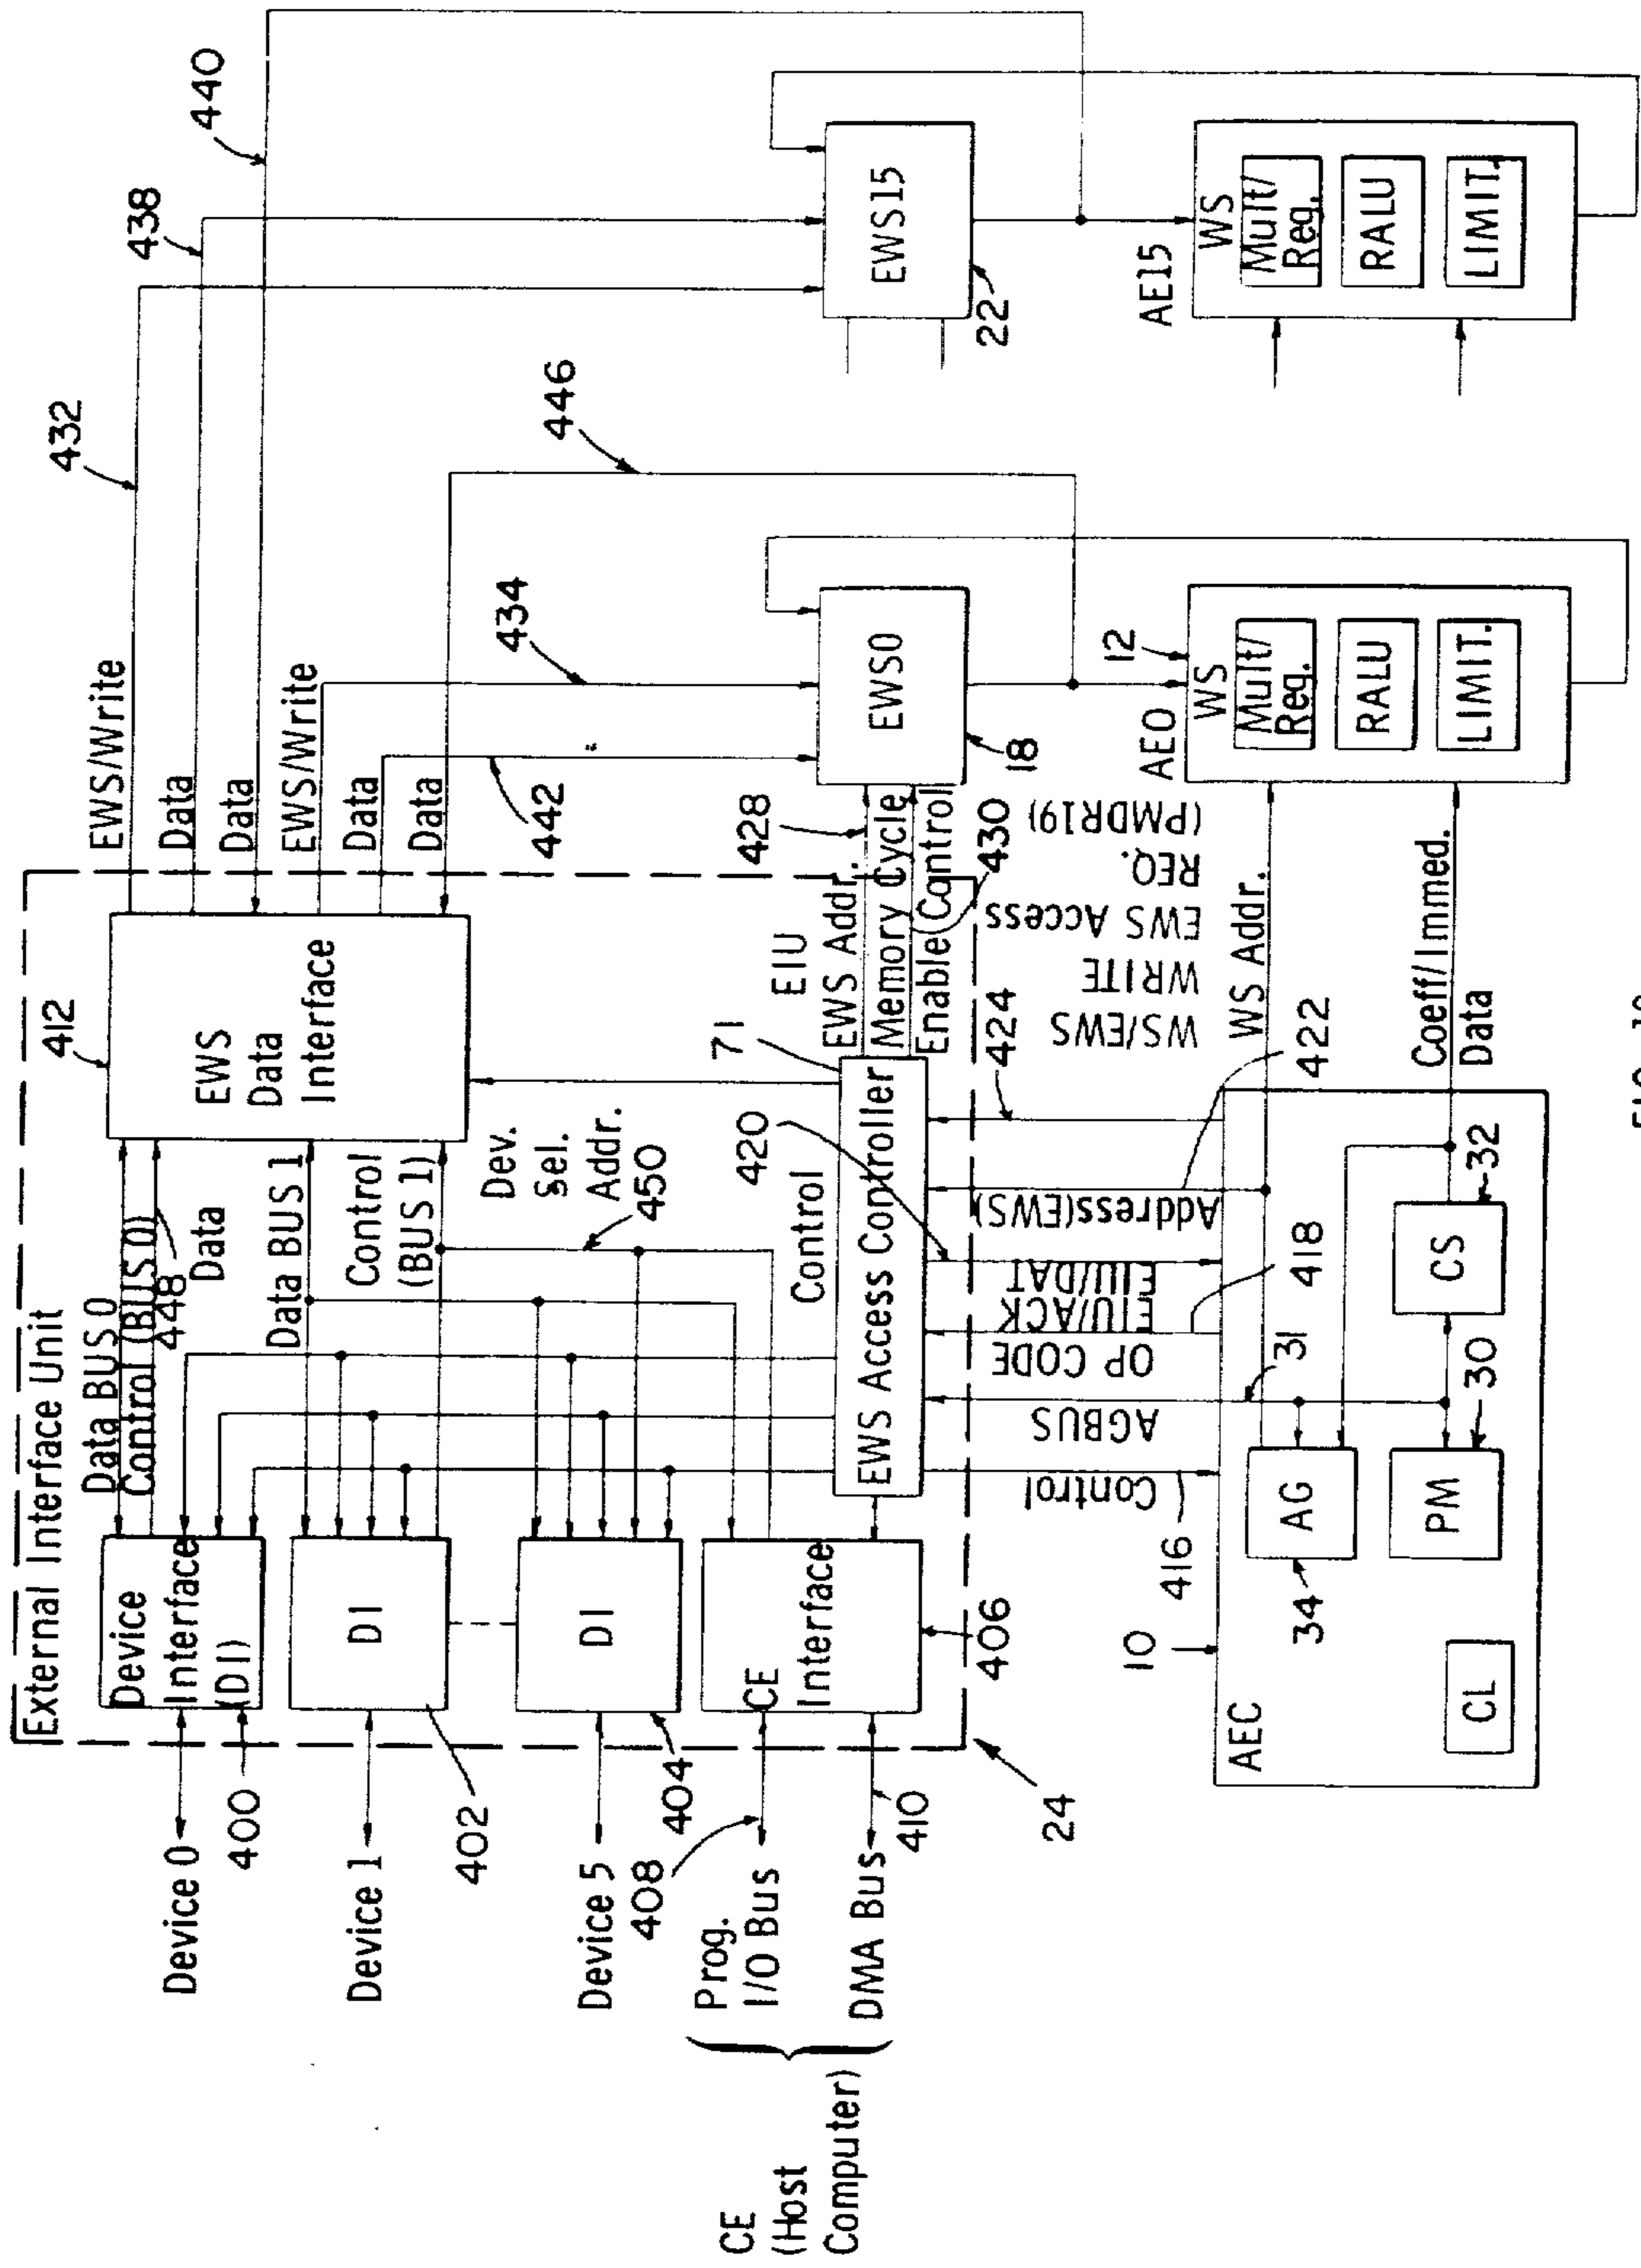 External Interface Unit
Device 0
400
Device
Interface
(DI)
Data BUS 0
Control (BUS 0)
448
Data
412
EWS
Data
Interface
EWS/Write
Data
Data
EWS/Write
Data
Data
432
438
440
Device 1
402
DI
Data BUS 1
Control
(BUS 1)
Dev.
Sel.
Addr.
450
442
434
446
Device 5
404
DI
CE
(Host
Computer)
Prog.
I/O Bus
408
DMA Bus
410
CE
Interface
406
24
Control
EWS Access Controller
71
EIU
EWS Addr.
428
Memory Cycle
Enable Control
430
EWS0
18
EWS15
22
416
Control
AGBUS
31
OP CODE
418
EIU/ACK
EIU/DAT
420
Address(EWS)
422
424
WS/EWS
WRITE
EWS Access
REQ.
(PMDR19)
WS Addr.
Coeff/Immed.
Data
10
AEC
34
AG
PM
30
CS
32
CL
AE0
12
WS
Mult/
Reg.
RALU
LIMIT.
AE15
WS
Mult/
Reg.
RALU
LIMIT.